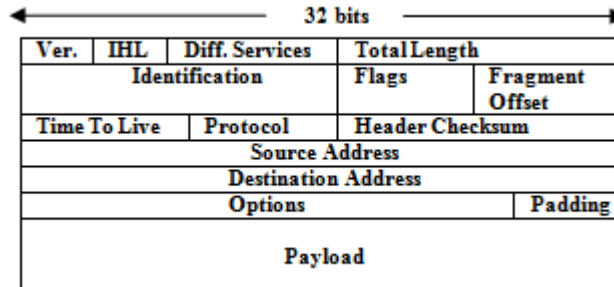 32 bits
Ver. IHL Diff. Services Total Length
Identification Flags Fragment
Offset
Time To Live Protocol Header Checksum
Source Address
Destination Address
Options Padding
Payload